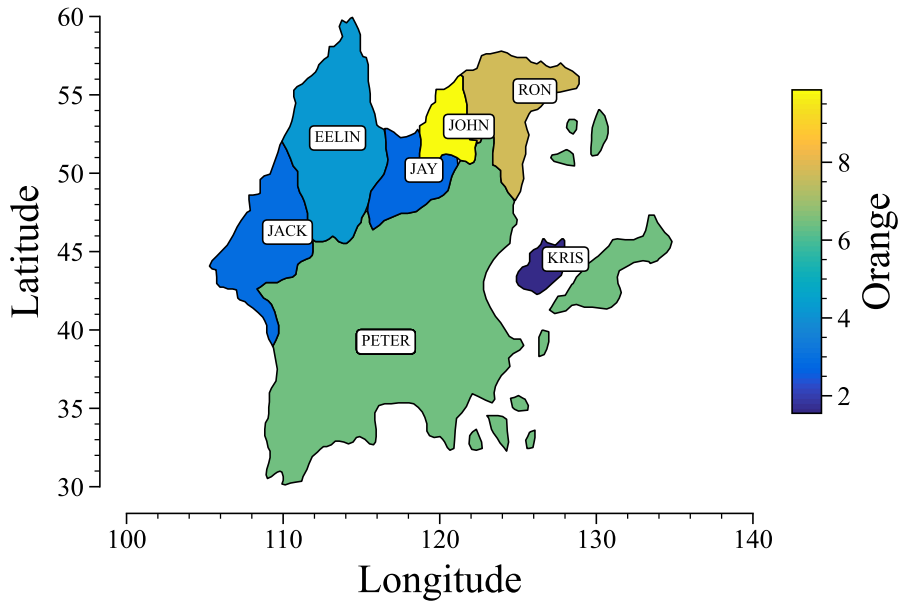 60
55
50
45
40
35
30
Latitude
RON
JOHN
EELIN
JAY
JACK
KRIS
PETER
100
110
120
130
140
Longitude
8
6
4
2
Orange